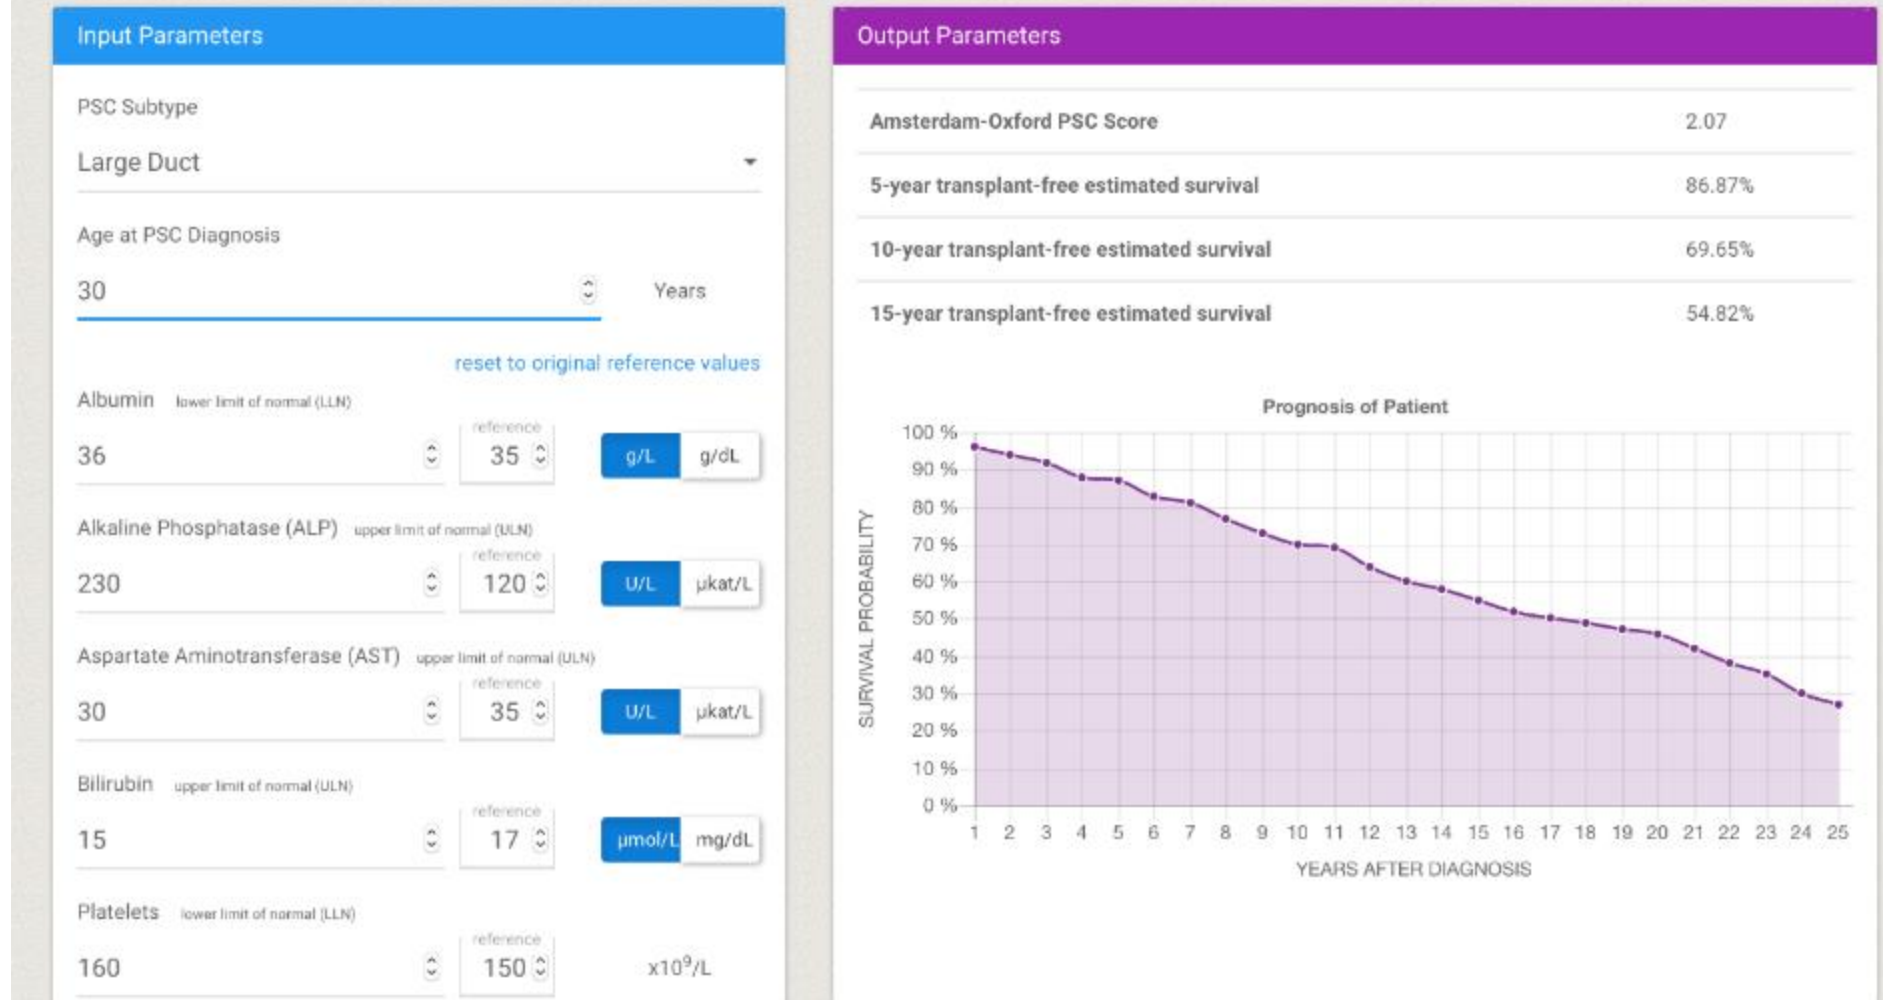 Input Parameters
PSC Subtype
Large Duct
Age at PSC Diagnosis
30 Years
reset to original reference values
Albumin lower limit of normal (LLN)
reference
36 35 g/L g/dL
Alkaline Phosphatase (ALP) upper limit of normal (ULN)
reference
230 120 U/L µkat/L
Aspartate Aminotransferase (AST) upper limit of normal (ULN)
reference
30 35 U/L µkat/L
Bilirubin upper limit of normal (ULN)
reference
15 17 µmol/L mg/dL
Platelets lower limit of normal (LLN)
reference
160 150 x10⁹/L
Output Parameters
Amsterdam-Oxford PSC Score 2.07
5-year transplant-free estimated survival 86.87%
10-year transplant-free estimated survival 69.65%
15-year transplant-free estimated survival 54.82%
Prognosis of Patient
SURVIVAL PROBABILITY
100 %
90 %
80 %
70 %
60 %
50 %
40 %
30 %
20 %
10 %
0 %
1 2 3 4 5 6 7 8 9 10 11 12 13 14 15 16 17 18 19 20 21 22 23 24 25
YEARS AFTER DIAGNOSIS